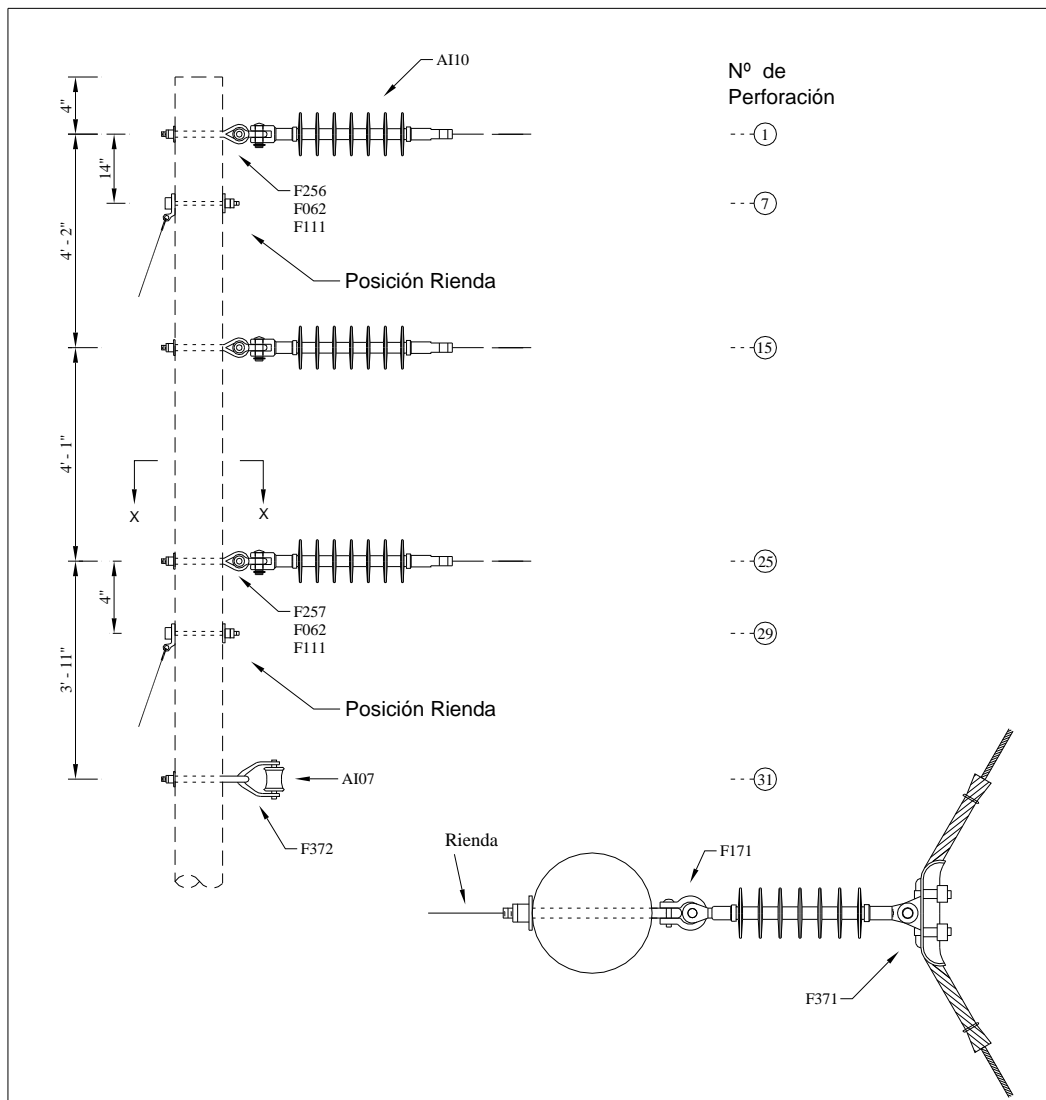 AI10
Nº de
Perforación
4"
1
14"
F256
F062
F111
7
4' - 2"
Posición Rienda
15
4' - 1"
X X
25
4"
F257
F062
F111
29
3' - 11"
Posición Rienda
AI07
31
F372
Rienda
F171
F371